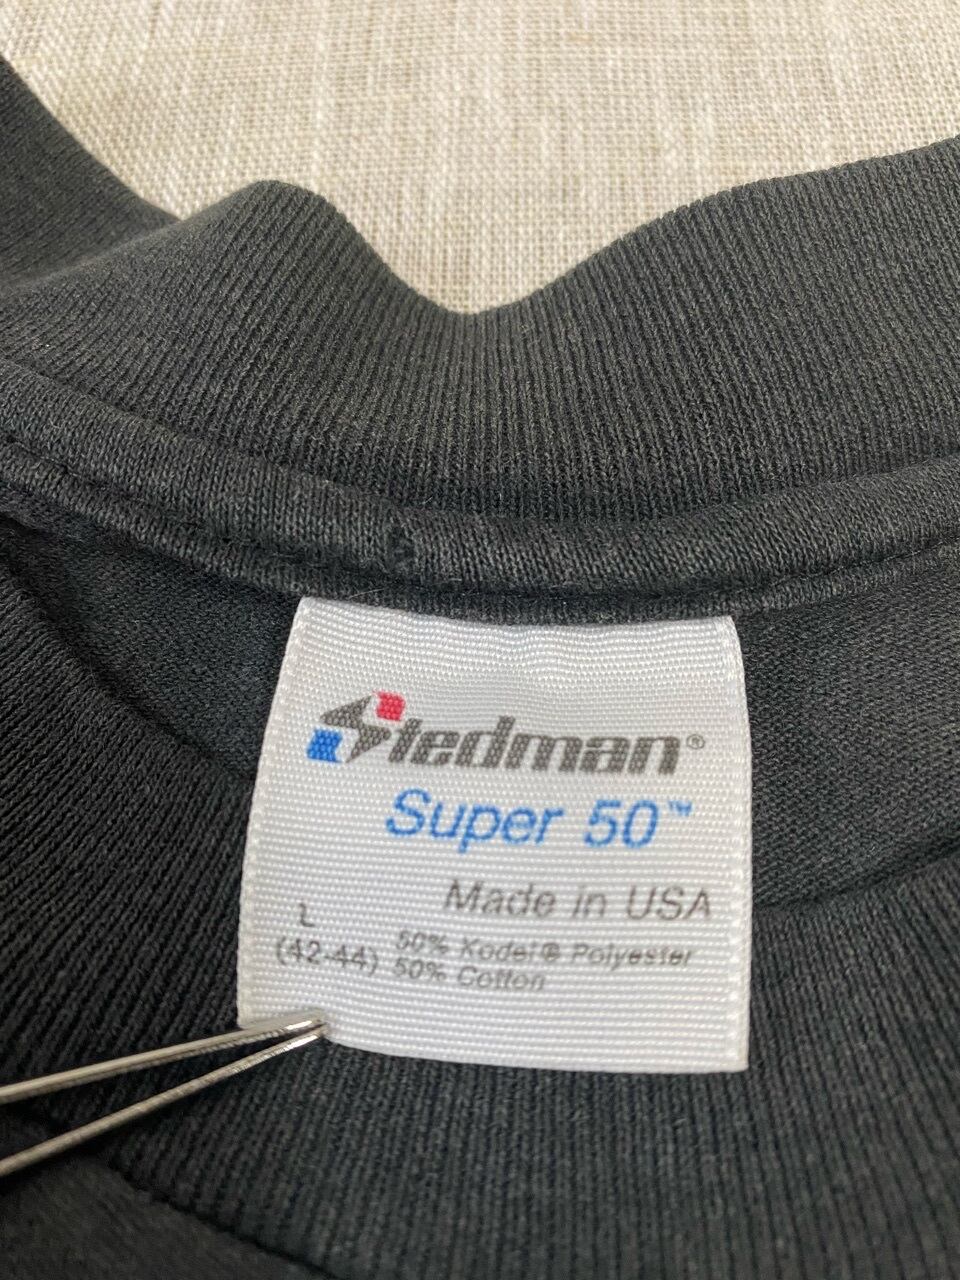 Stedman®
Super 50™
Made in USA
L
(42-44)
50% Kodel® Polyester
50% Cotton